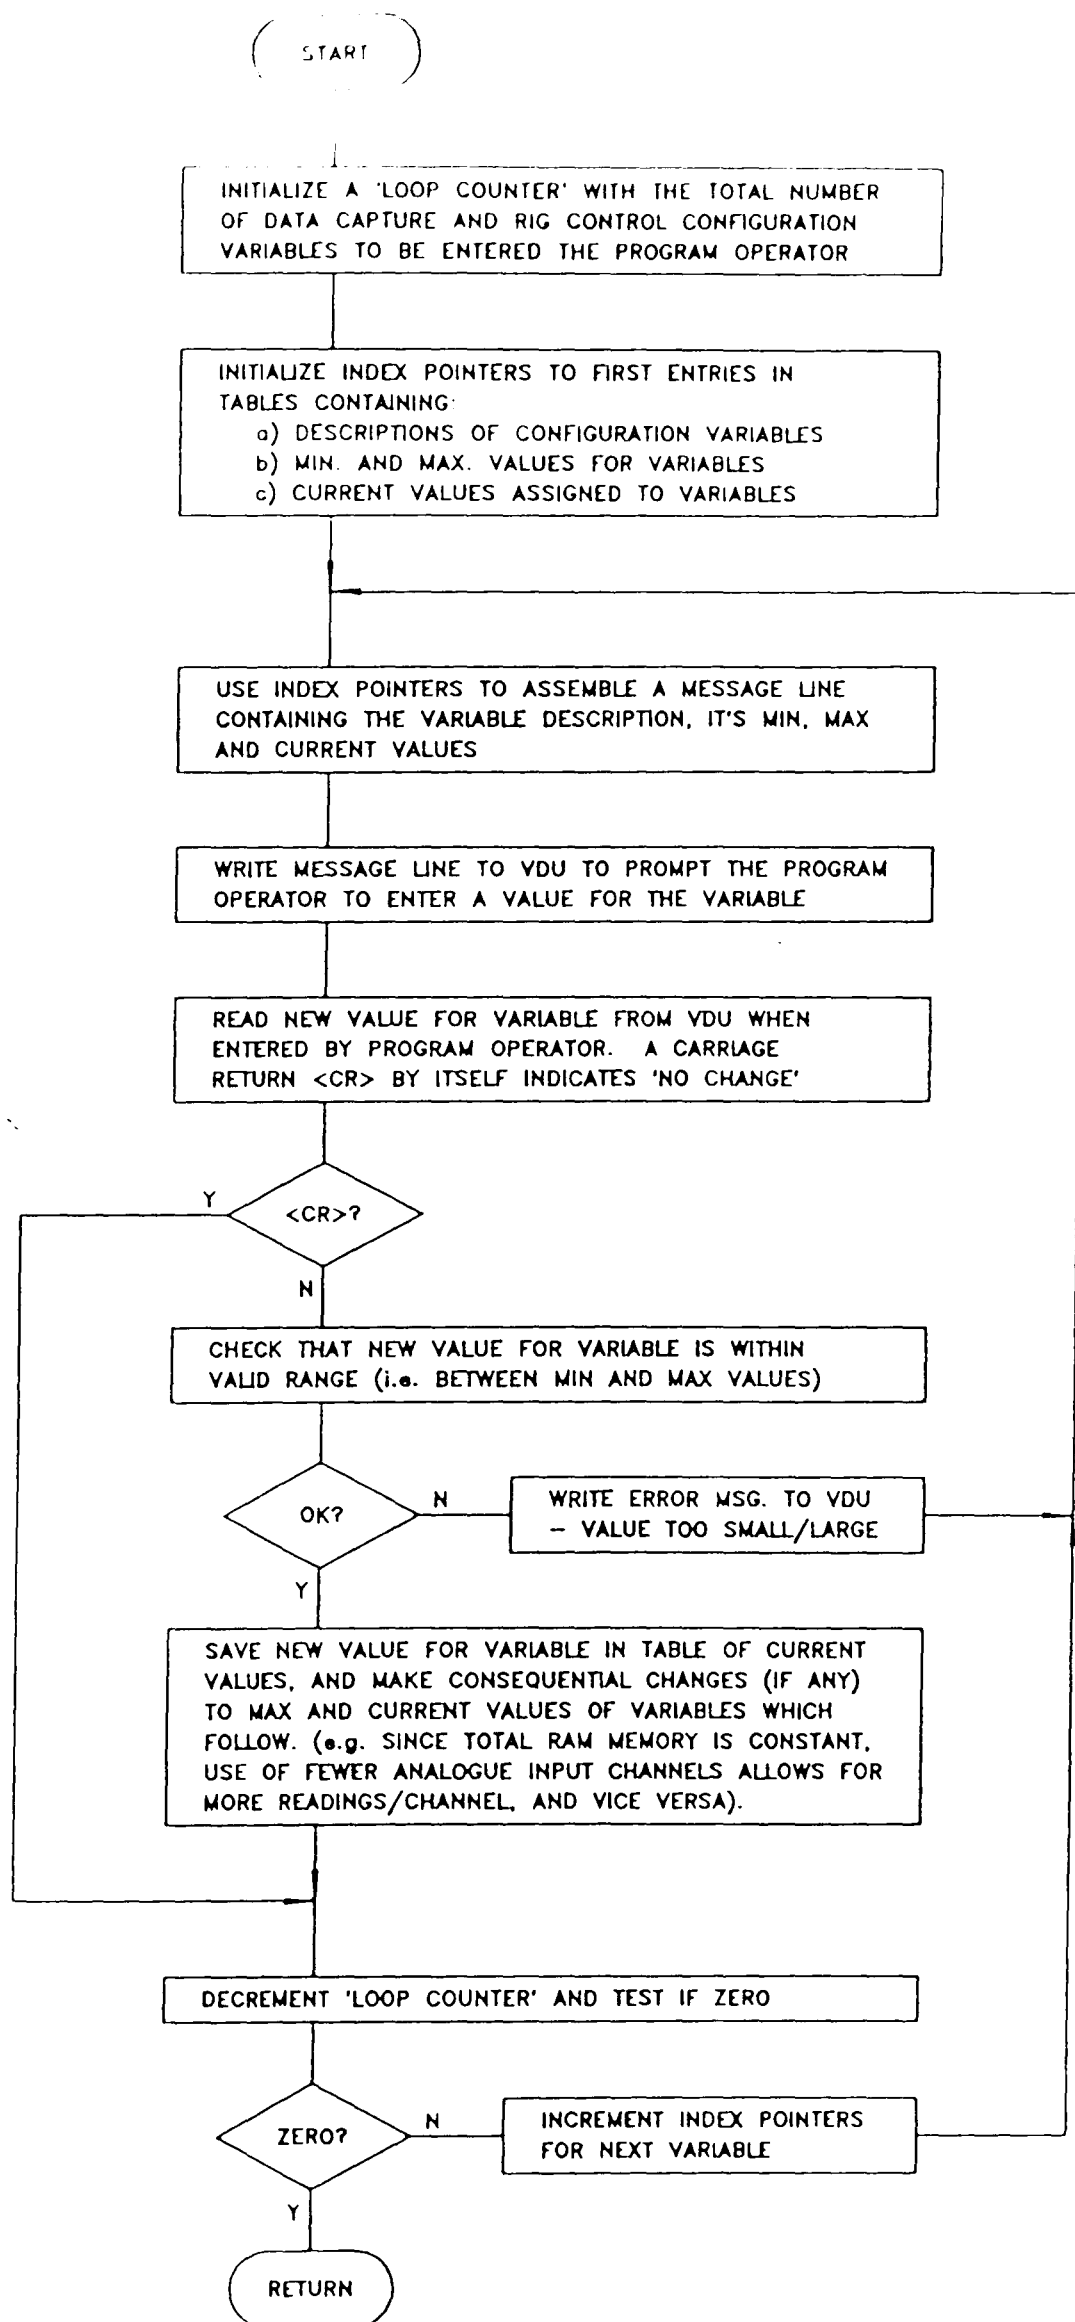 START
INITIALIZE A 'LOOP COUNTER' WITH THE TOTAL NUMBER
OF DATA CAPTURE AND RIG CONTROL CONFIGURATION
VARIABLES TO BE ENTERED THE PROGRAM OPERATOR
INITIALIZE INDEX POINTERS TO FIRST ENTRIES IN
TABLES CONTAINING:
a) DESCRIPTIONS OF CONFIGURATION VARIABLES
b) MIN. AND MAX. VALUES FOR VARIABLES
c) CURRENT VALUES ASSIGNED TO VARIABLES
USE INDEX POINTERS TO ASSEMBLE A MESSAGE LINE
CONTAINING THE VARIABLE DESCRIPTION, IT'S MIN, MAX
AND CURRENT VALUES
WRITE MESSAGE LINE TO VDU TO PROMPT THE PROGRAM
OPERATOR TO ENTER A VALUE FOR THE VARIABLE
READ NEW VALUE FOR VARIABLE FROM VDU WHEN
ENTERED BY PROGRAM OPERATOR. A CARRIAGE
RETURN <CR> BY ITSELF INDICATES 'NO CHANGE'
Y
<CR>?
N
CHECK THAT NEW VALUE FOR VARIABLE IS WITHIN
VALID RANGE (i.e. BETWEEN MIN AND MAX VALUES)
OK?
N
WRITE ERROR MSG. TO VDU
- VALUE TOO SMALL/LARGE
Y
SAVE NEW VALUE FOR VARIABLE IN TABLE OF CURRENT
VALUES, AND MAKE CONSEQUENTIAL CHANGES (IF ANY)
TO MAX AND CURRENT VALUES OF VARIABLES WHICH
FOLLOW. (e.g. SINCE TOTAL RAM MEMORY IS CONSTANT,
USE OF FEWER ANALOGUE INPUT CHANNELS ALLOWS FOR
MORE READINGS/CHANNEL, AND VICE VERSA).
DECREMENT 'LOOP COUNTER' AND TEST IF ZERO
ZERO?
N
INCREMENT INDEX POINTERS
FOR NEXT VARIABLE
Y
RETURN